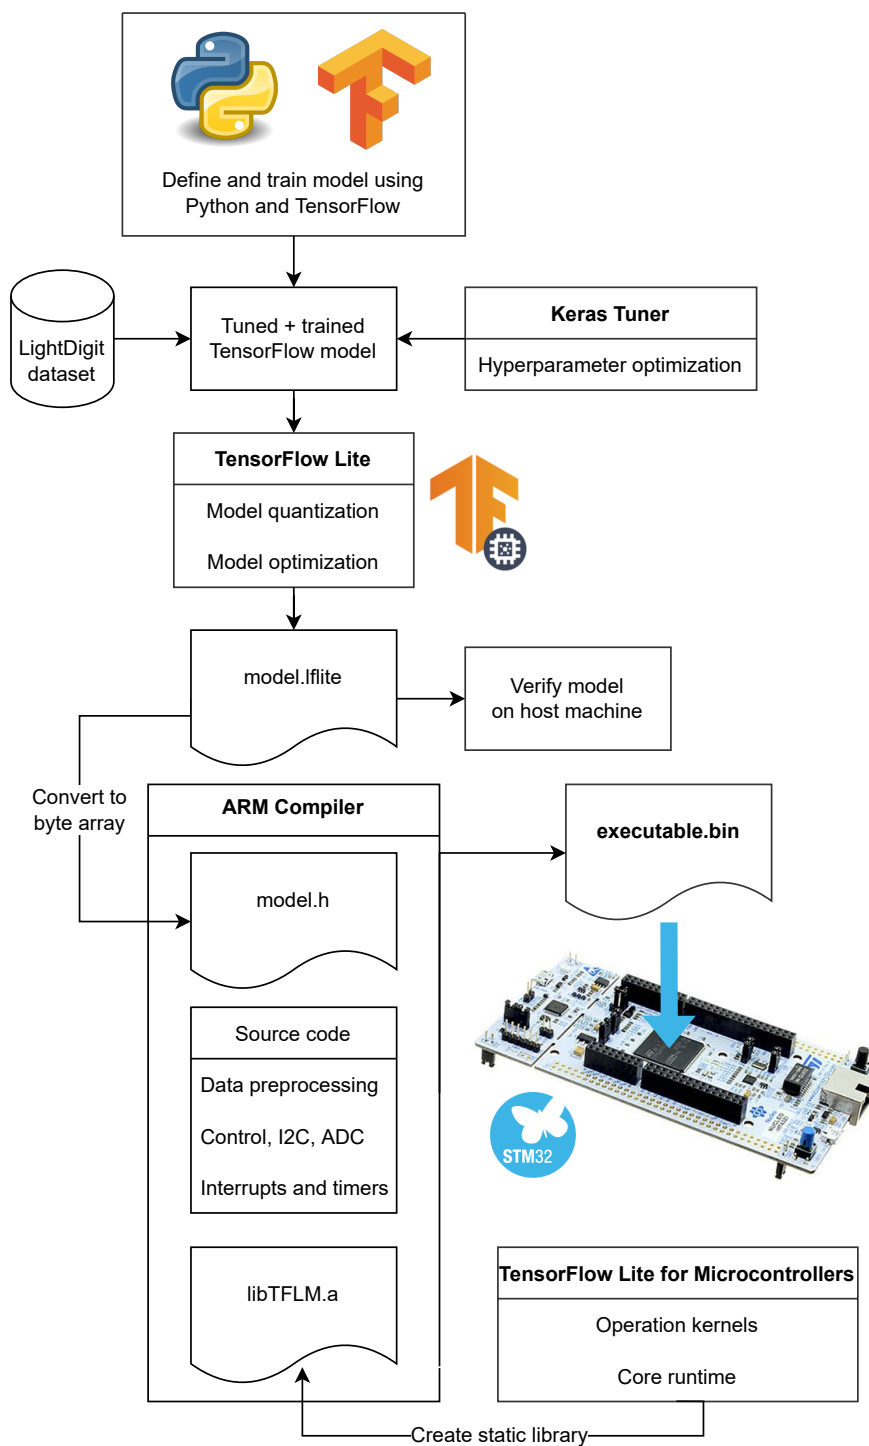 Define and train model using
Python and TensorFlow
LightDigit
dataset
Tuned + trained
TensorFlow model
Keras Tuner
Hyperparameter optimization
TensorFlow Lite
Model quantization
Model optimization
model.lflite
Verify model
on host machine
Convert to
byte array
ARM Compiler
executable.bin
model.h
Source code
Data preprocessing
Control, I2C, ADC
Interrupts and timers
STM32
libTFLM.a
TensorFlow Lite for Microcontrollers
Operation kernels
Core runtime
Create static library